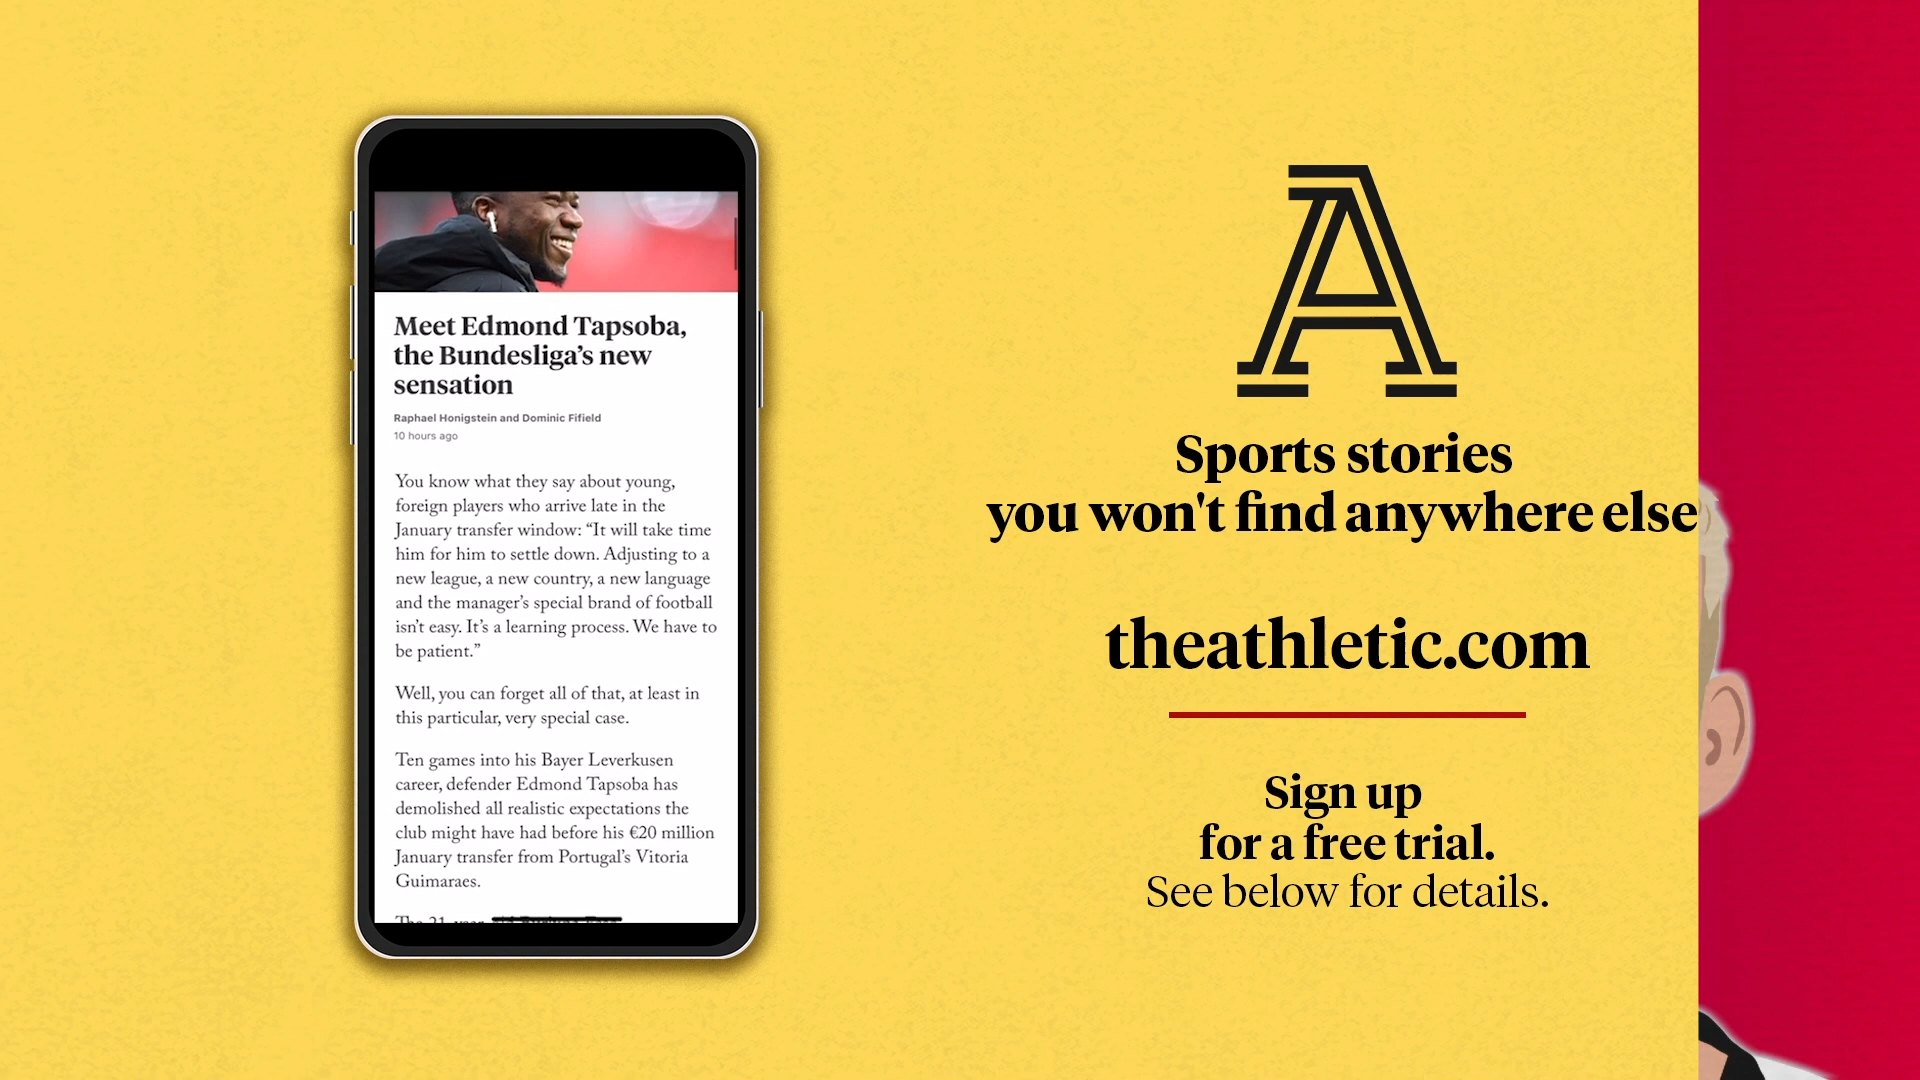 Meet Edmond Tapsoba,
the Bundesliga’s new
sensation
Raphael Honigstein and Dominic Fifield
10 hours ago
You know what they say about young,
foreign players who arrive late in the
January transfer window: “It will take time
him for him to settle down. Adjusting to a
new league, a new country, a new language
and the manager’s special brand of football
isn’t easy. It’s a learning process. We have to
be patient.”
Well, you can forget all of that, at least in
this particular, very special case.
Ten games into his Bayer Leverkusen
career, defender Edmond Tapsoba has
demolished all realistic expectations the
club might have had before his €20 million
January transfer from Portugal’s Vitoria
Guimaraes.
A
Sports stories
you won't find anywhere else
theathletic.com
Sign up
for a free trial.
See below for details.